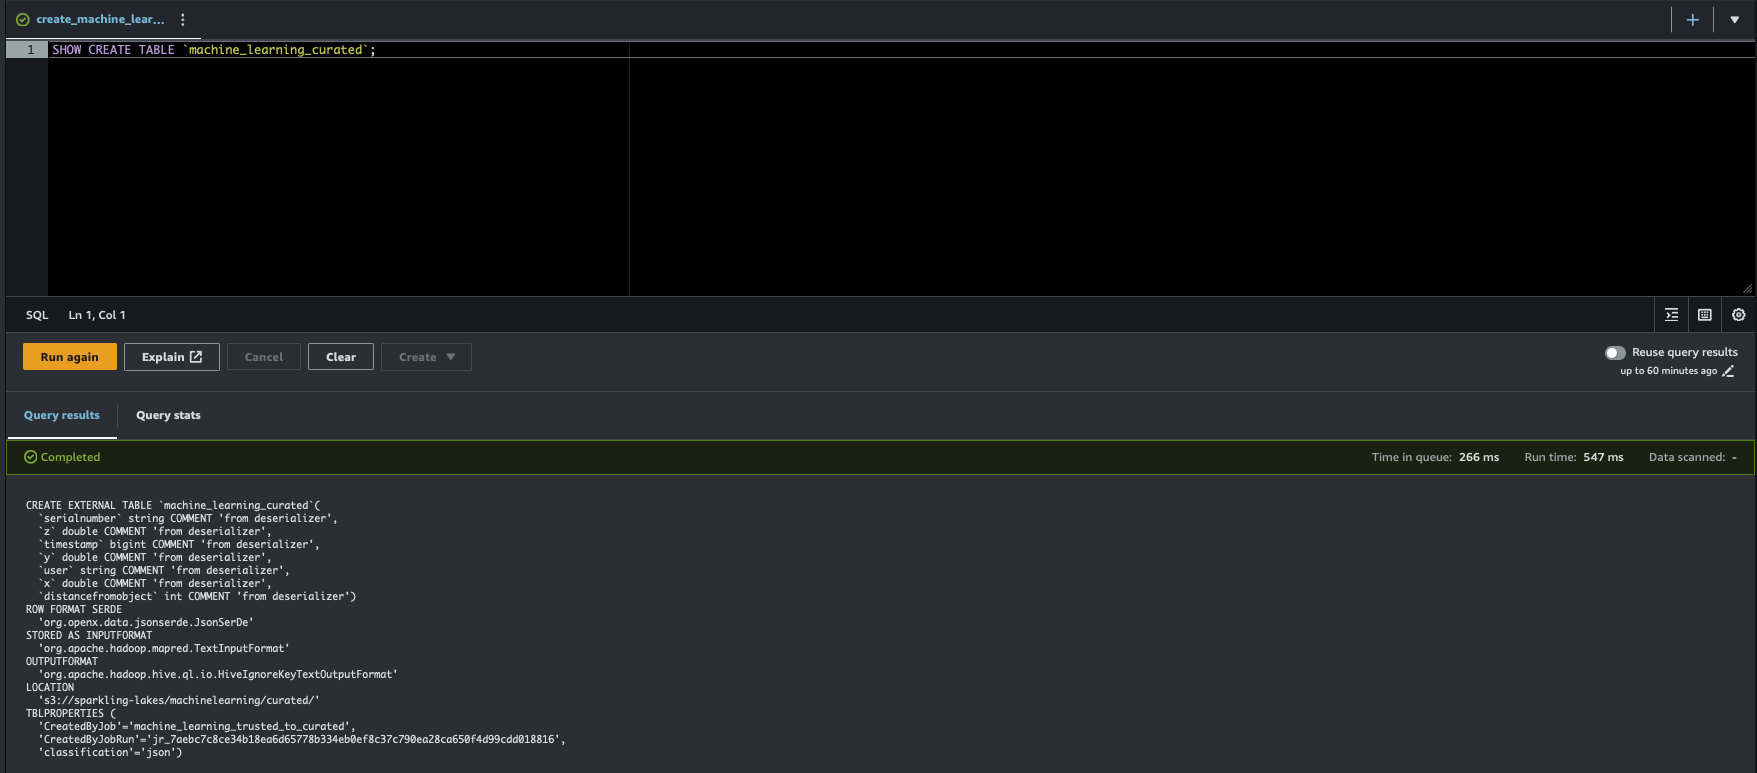 create_machine_lear...
1 SHOW CREATE TABLE `machine_learning_curated`;
SQL Ln 1, Col 1
Run again Explain Cancel Clear Create Reuse query results
up to 60 minutes ago
Query results Query stats
Completed Time in queue: 266 ms Run time: 547 ms Data scanned: -
CREATE EXTERNAL TABLE `machine_learning_curated`(
  `serialnumber` string COMMENT 'from deserializer',
  `z` double COMMENT 'from deserializer',
  `timestamp` bigint COMMENT 'from deserializer',
  `y` double COMMENT 'from deserializer',
  `user` string COMMENT 'from deserializer',
  `x` double COMMENT 'from deserializer',
  `distancefromobject` int COMMENT 'from deserializer')
ROW FORMAT SERDE
  'org.openx.data.jsonserde.JsonSerDe'
STORED AS INPUTFORMAT
  'org.apache.hadoop.mapred.TextInputFormat'
OUTPUTFORMAT
  'org.apache.hadoop.hive.ql.io.HiveIgnoreKeyTextOutputFormat'
LOCATION
  's3://sparkling-lakes/machinelearning/curated/'
TBLPROPERTIES (
  'CreatedByJob'='machine_learning_trusted_to_curated',
  'CreatedByJobRun'='jr_7aebc7c8ce34b18ea6d65778b334eb0ef8c37c790ea28ca650f4d99cdd018816',
  'classification'='json')